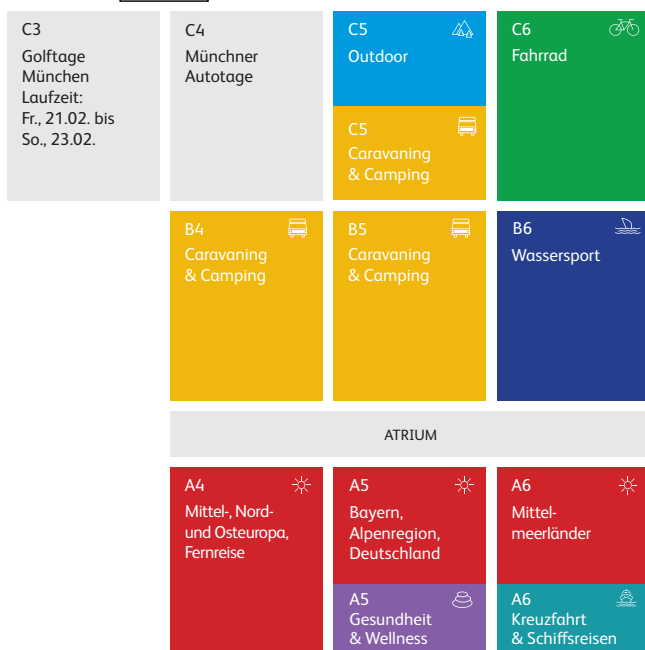 C3
Golftage
München
Laufzeit:
Fr., 21.02. bis
So., 23.02.
C4
Münchner
Autotage
C5
Outdoor
C5
Caravaning
& Camping
C6
Fahrrad
B4
Caravaning
& Camping
B5
Caravaning
& Camping
B6
Wassersport
ATRIUM
A4
Mittel-, Nord-
und Osteuropa,
Fernreise
A5
Bayern,
Alpenregion,
Deutschland
A5
Gesundheit
& Wellness
A6
Mittel-
meerländer
A6
Kreuzfahrt
& Schiffsreisen